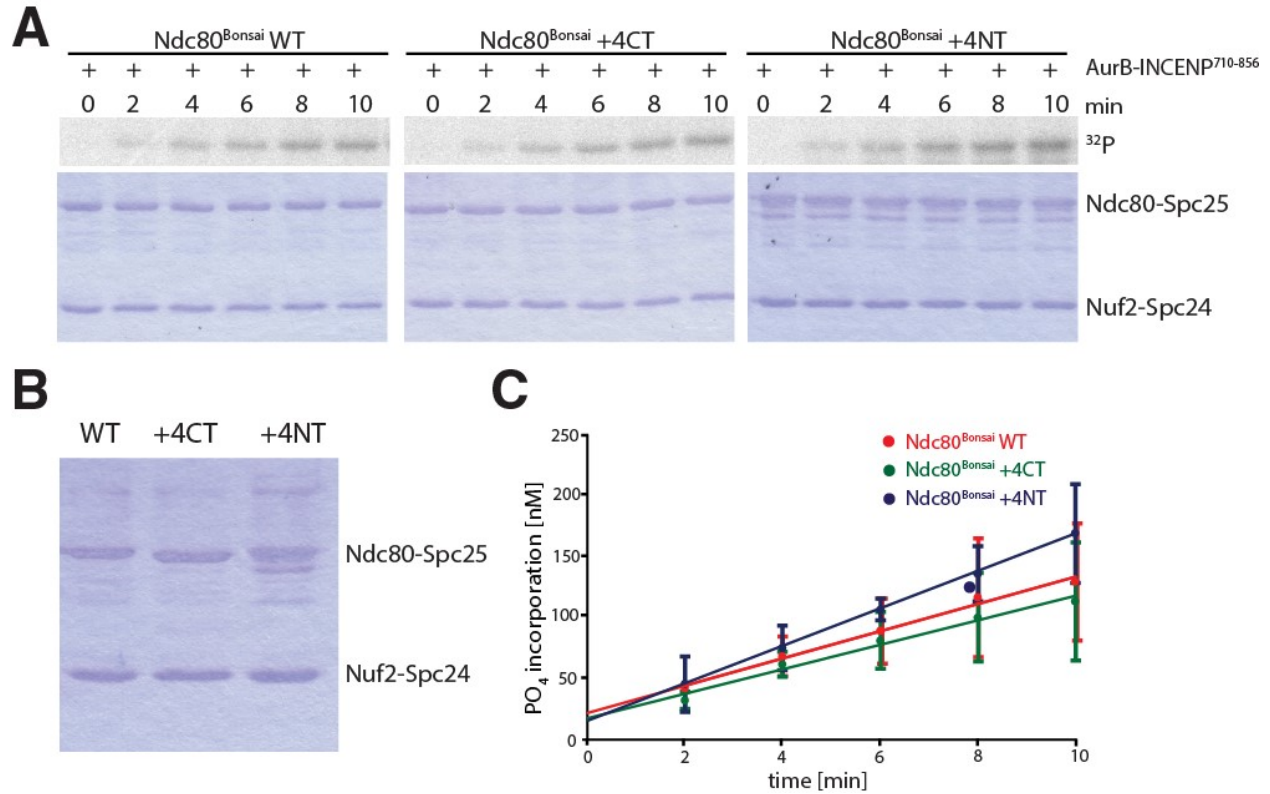 A
Ndc80Bonsai WT Ndc80Bonsai +4CT Ndc80Bonsai +4NT
+ + + + + + + + + + + + + + + + + + AurB-INCENP710-856
0 2 4 6 8 10 0 2 4 6 8 10 0 2 4 6 8 10 min
32P
Ndc80-Spc25
Nuf2-Spc24
B
WT +4CT +4NT
Ndc80-Spc25
Nuf2-Spc24
C
PO4 incorporation [nM]
250
200
150
100
50
0
Ndc80Bonsai WT
Ndc80Bonsai +4CT
Ndc80Bonsai +4NT
0 2 4 6 8 10
time [min]